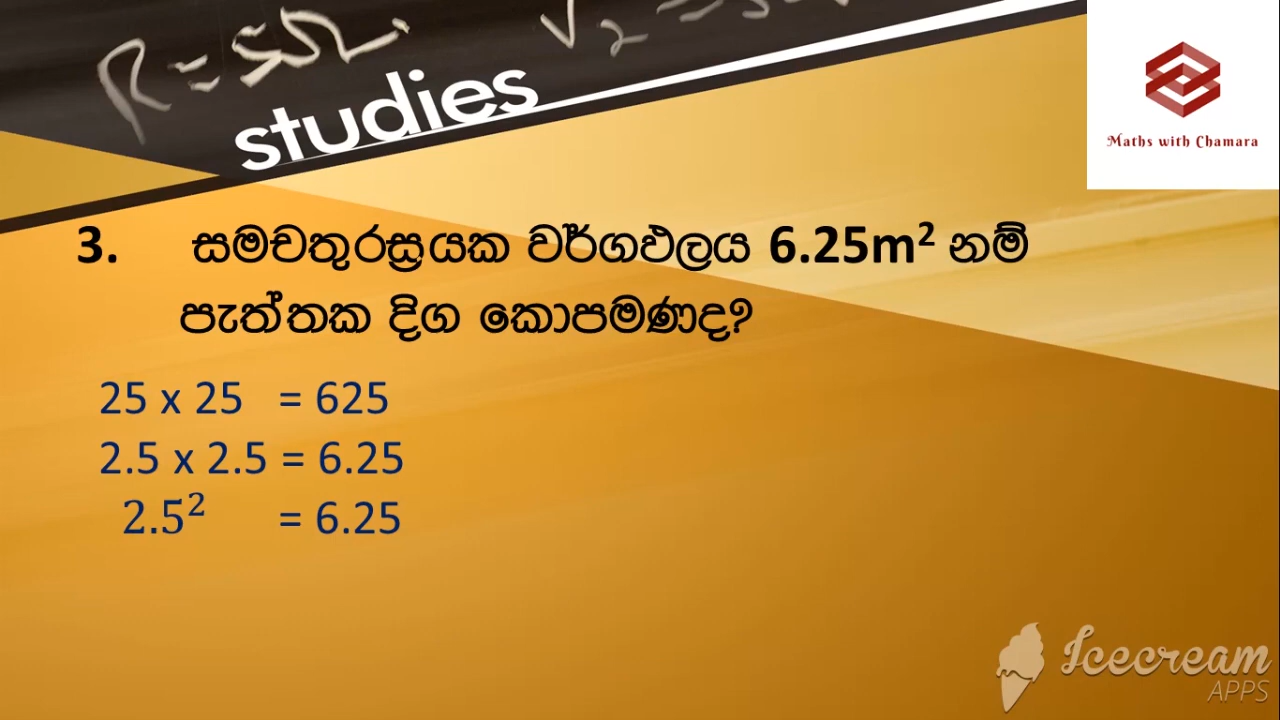 R = 5Ω
studies
Maths with Chamara
3. සමචතුරස්‍රයක වර්ගඵලය 6.25m² නම්
පැත්තක දිග කොපමණද?
25 x 25 = 625
2.5 x 2.5 = 6.25
2.5² = 6.25
Icecream
APPS